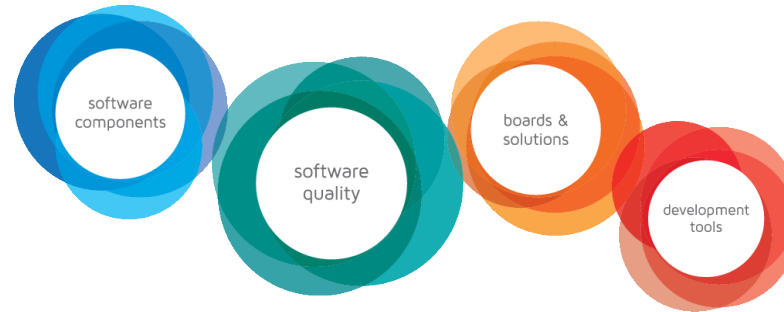 software
components
software
quality
boards &
solutions
development
tools